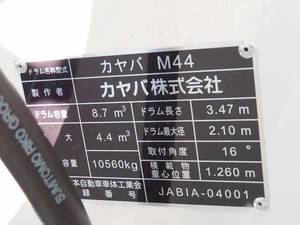 ドラム名称型式 カヤバ M44
製作者 カヤバ株式会社
ドラム容量 8.7 m³ ドラム長さ 3.47 m
大 4.4 m³ ドラム最大径 2.10 m
容量 10560kg 取付角度 16°
積載物重心位置 1.260 m
本自動車車体工業会
録番号 JABIA-04001
SUMITOMO RIKO